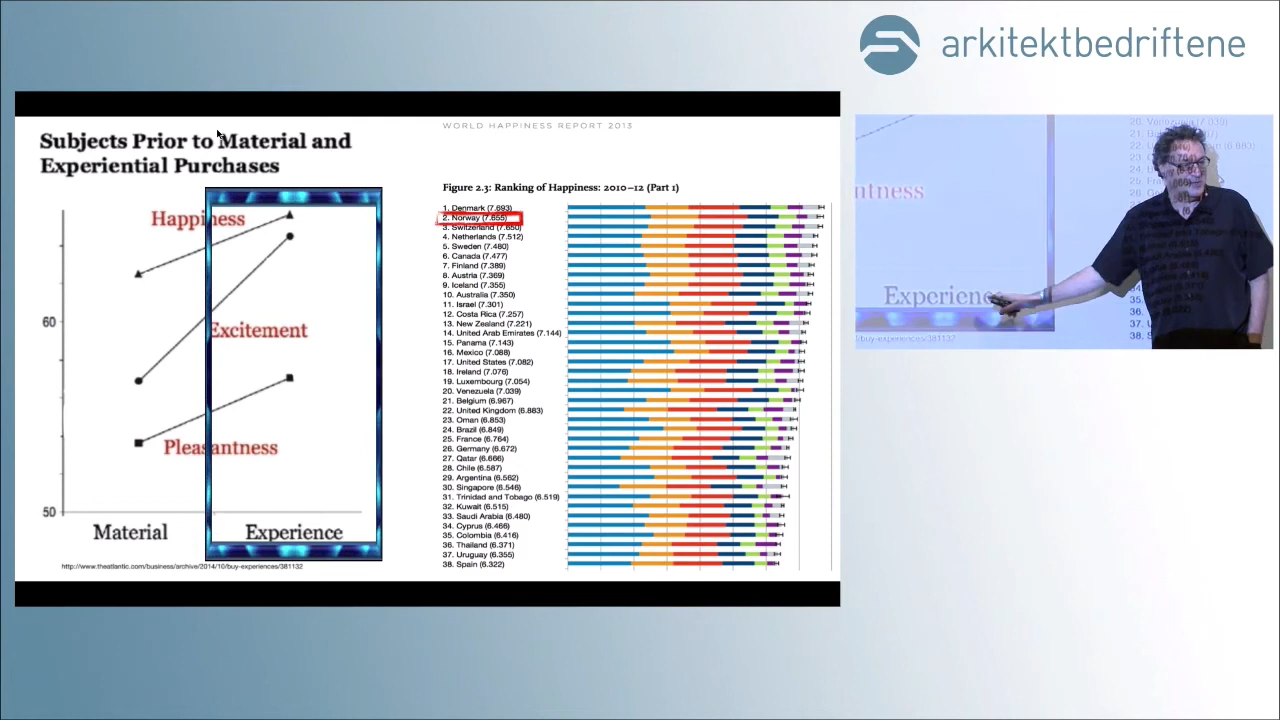 arkitektbedriftene
WORLD HAPPINESS REPORT 2013
Subjects Prior to Material and
Experiential Purchases
Happiness
60
Excitement
Pleasantness
50
Material
Experience
http://www.theatlantic.com/business/archive/2014/10/buy-experiences/381132
Figure 2.3: Ranking of Happiness: 2010–12 (Part 1)
1. Denmark (7.693)
2. Norway (7.655)
3. Switzerland (7.650)
4. Netherlands (7.512)
5. Sweden (7.480)
6. Canada (7.477)
7. Finland (7.389)
8. Austria (7.369)
9. Iceland (7.355)
10. Australia (7.350)
11. Israel (7.301)
12. Costa Rica (7.257)
13. New Zealand (7.221)
14. United Arab Emirates (7.144)
15. Panama (7.143)
16. Mexico (7.088)
17. United States (7.082)
18. Ireland (7.076)
19. Luxembourg (7.054)
20. Venezuela (7.039)
21. Belgium (6.967)
22. United Kingdom (6.883)
23. Oman (6.853)
24. Brazil (6.849)
25. France (6.764)
26. Germany (6.672)
27. Qatar (6.666)
28. Chile (6.587)
29. Argentina (6.562)
30. Singapore (6.546)
31. Trinidad and Tobago (6.519)
32. Kuwait (6.515)
33. Saudi Arabia (6.480)
34. Cyprus (6.466)
35. Colombia (6.416)
36. Thailand (6.371)
37. Uruguay (6.355)
38. Spain (6.322)
ntness
Experienc
/buy-experiences/381132